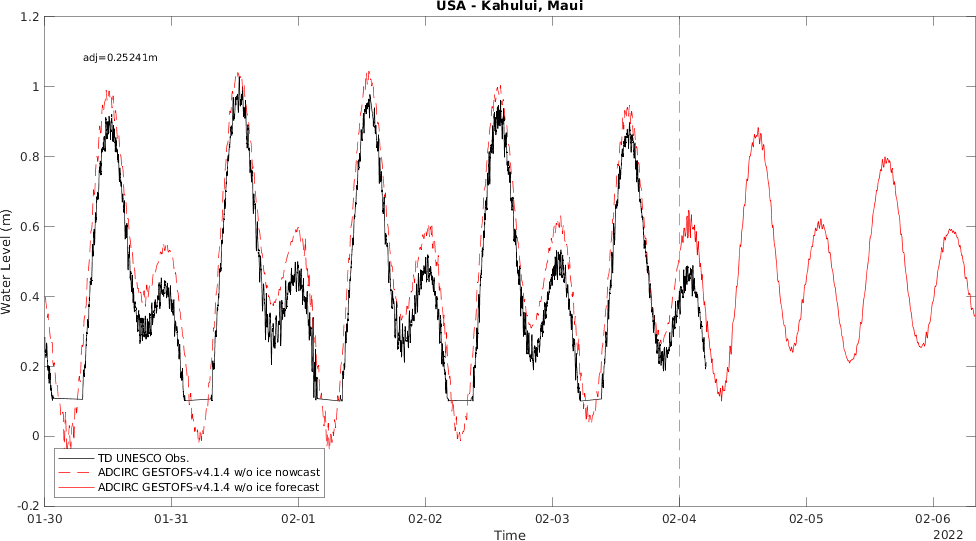 USA - Kahului, Maui
1.2
adj=0.25241m
1
0.8
0.6
0.4
0.2
0
-0.2
Water Level (m)
TD UNESCO Obs.
ADCIRC GESTOFS-v4.1.4 w/o ice nowcast
ADCIRC GESTOFS-v4.1.4 w/o ice forecast
01-30 01-31 02-01 02-02 02-03 02-04 02-05 02-06
Time
2022